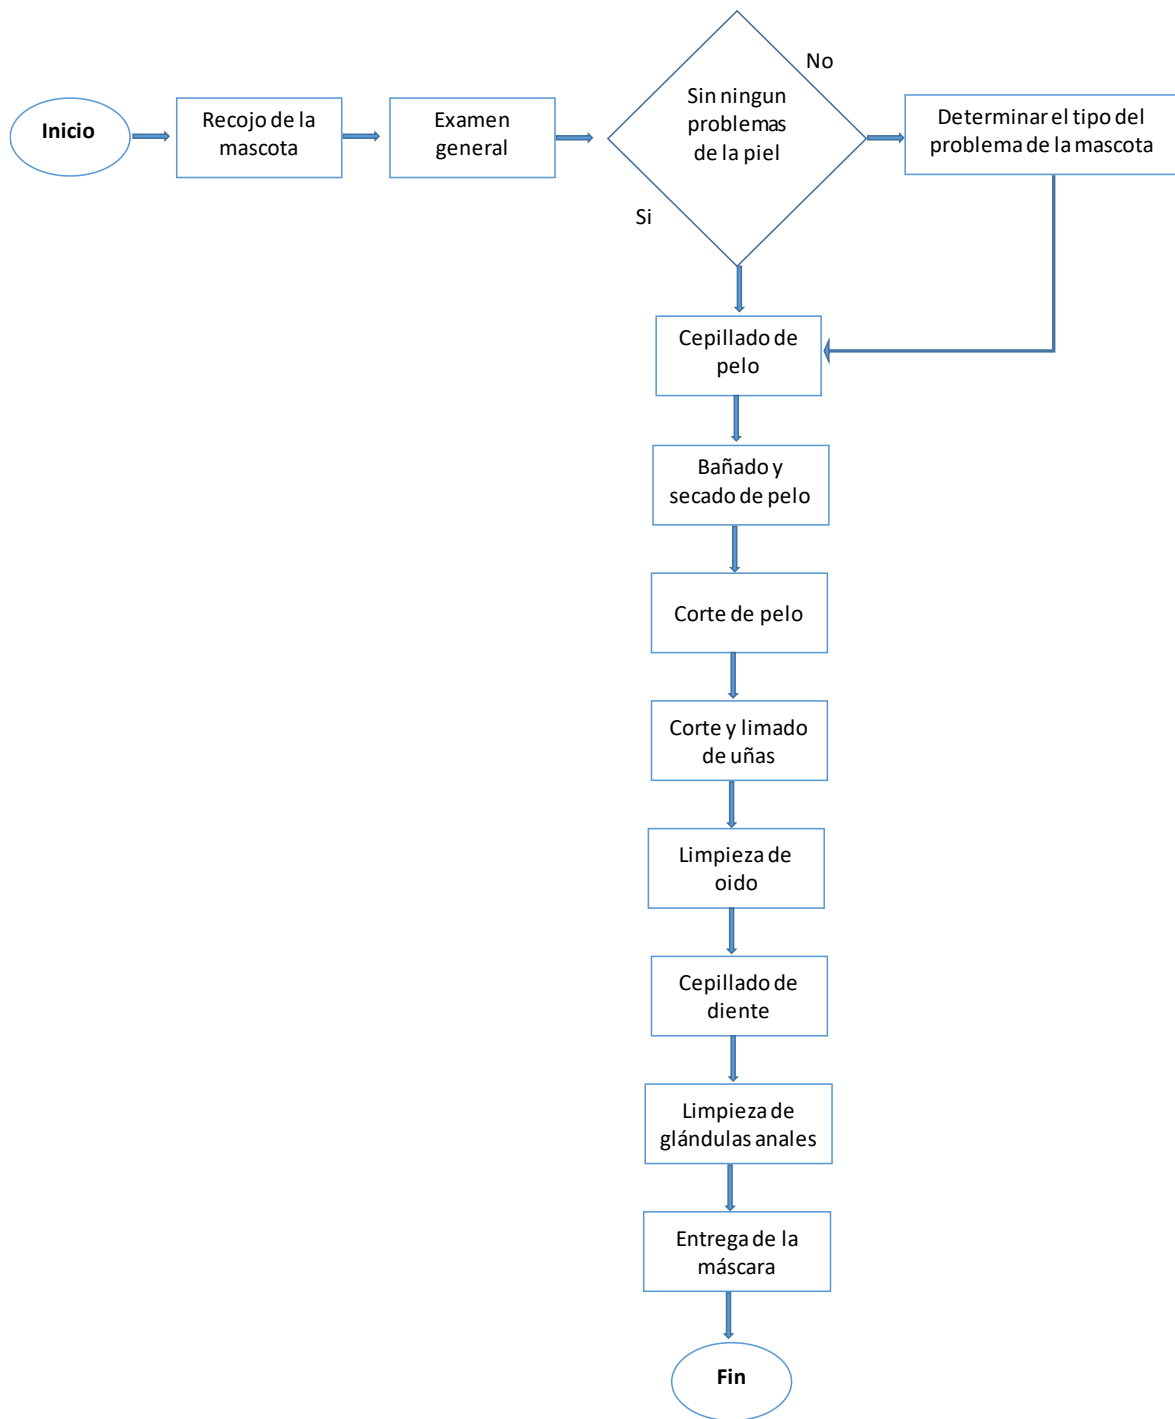 Inicio
Recojo de la
mascota
Examen
general
Sin ningun
problemas
de la piel
No
Si
Determinar el tipo del
problema de la mascota
Cepillado de
pelo
Bañado y
secado de pelo
Corte de pelo
Corte y limado
de uñas
Limpieza de
oido
Cepillado de
diente
Limpieza de
glándulas anales
Entrega de la
máscara
Fin